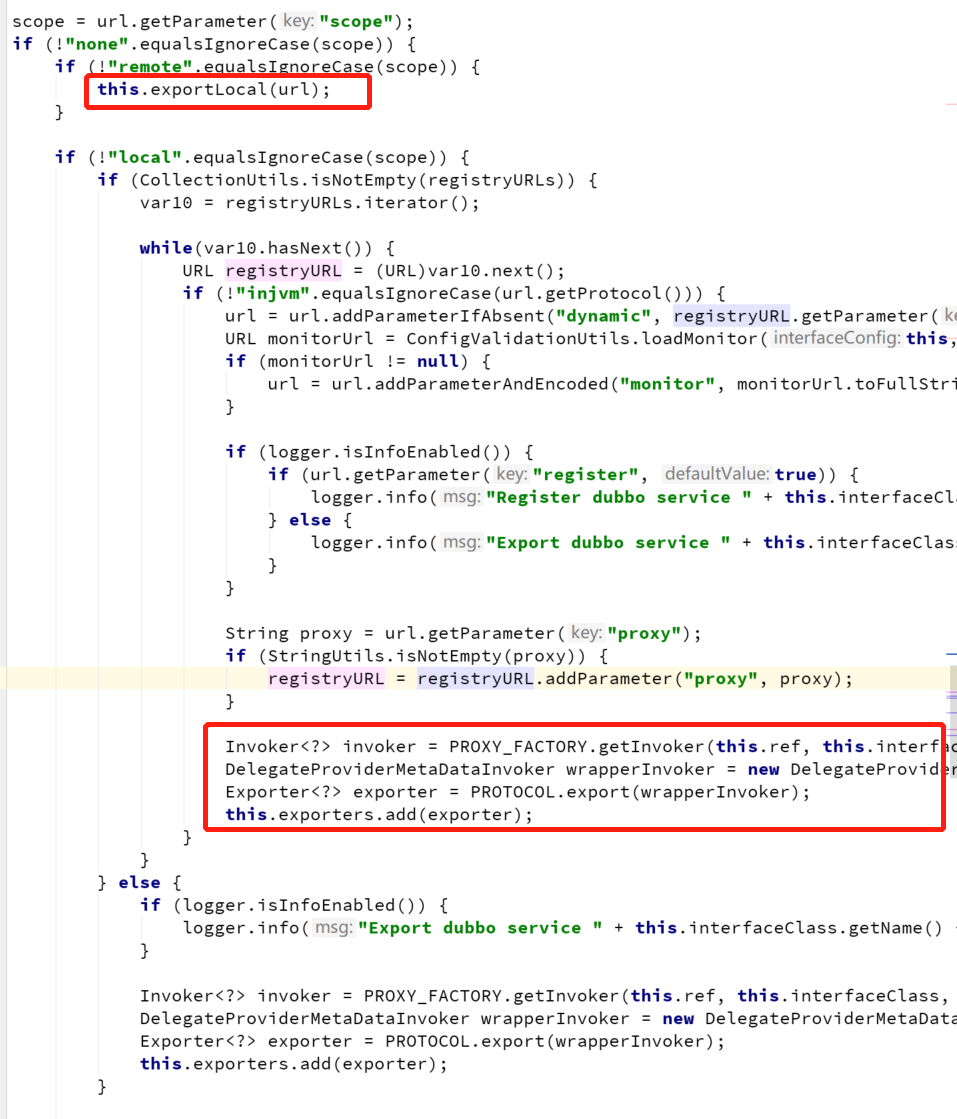 scope = url.getParameter( key: "scope");
if (!"none".equalsIgnoreCase(scope)) {
if (!"remote".equalsIgnoreCase(scope)) {
this.exportLocal(url);
}
if (!"local".equalsIgnoreCase(scope)) {
if (CollectionUtils.isNotEmpty(registryURLs)) {
var10 = registryURLs.iterator();
while(var10.hasNext()) {
URL registryURL = (URL)var10.next();
if (!"injvm".equalsIgnoreCase(url.getProtocol())) {
url = url.addParameterIfAbsent("dynamic", registryURL.getParameter( ke
URL monitorUrl = ConfigValidationUtils.loadMonitor( interfaceConfig: this,
if (monitorUrl != null) {
url = url.addParameterAndEncoded("monitor", monitorUrl.toFullStri
}
if (logger.isInfoEnabled()) {
if (url.getParameter( key: "register", defaultValue: true)) {
logger.info( msg: "Register dubbo service " + this.interfaceCl
} else {
logger.info( msg: "Export dubbo service " + this.interfaceClas
}
}
String proxy = url.getParameter( key: "proxy");
if (StringUtils.isNotEmpty(proxy)) {
registryURL = registryURL.addParameter("proxy", proxy);
}
Invoker<?> invoker = PROXY_FACTORY.getInvoker(this.ref, this.interfac
DelegateProviderMetaDataInvoker wrapperInvoker = new DelegateProvider
Exporter<?> exporter = PROTOCOL.export(wrapperInvoker);
this.exporters.add(exporter);
}
}
} else {
if (logger.isInfoEnabled()) {
logger.info( msg: "Export dubbo service " + this.interfaceClass.getName() +
}
Invoker<?> invoker = PROXY_FACTORY.getInvoker(this.ref, this.interfaceClass,
DelegateProviderMetaDataInvoker wrapperInvoker = new DelegateProviderMetaData
Exporter<?> exporter = PROTOCOL.export(wrapperInvoker);
this.exporters.add(exporter);
}